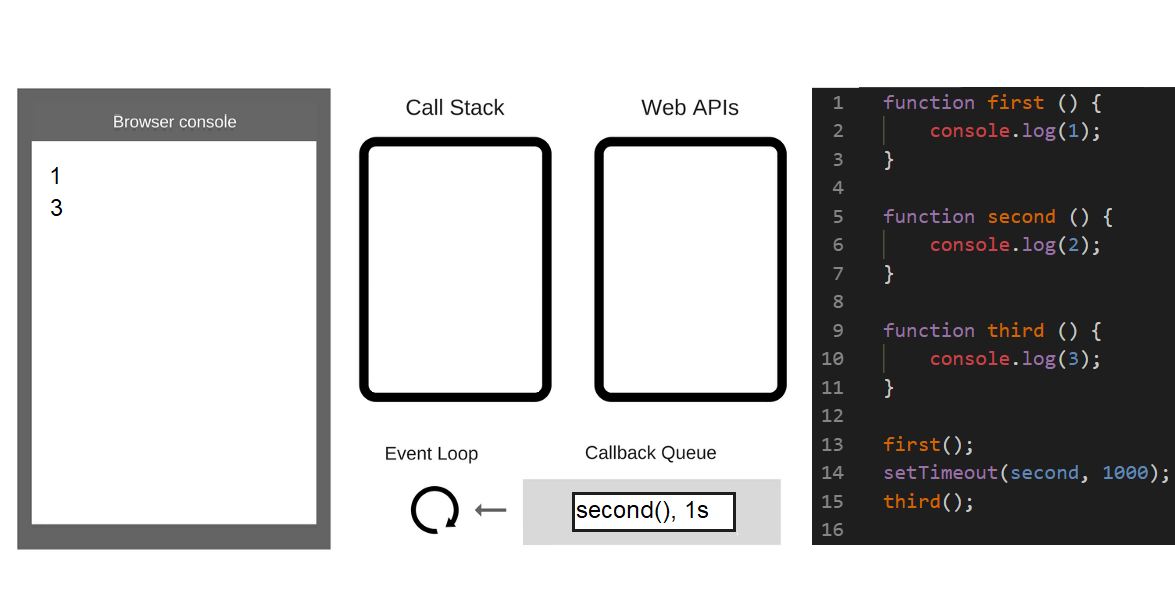 Browser console
1
3
Call Stack
Web APIs
Event Loop
Callback Queue
second(), 1s
1 function first () {
2     console.log(1);
3 }
4
5 function second () {
6     console.log(2);
7 }
8
9 function third () {
10     console.log(3);
11 }
12
13 first();
14 setTimeout(second, 1000);
15 third();
16